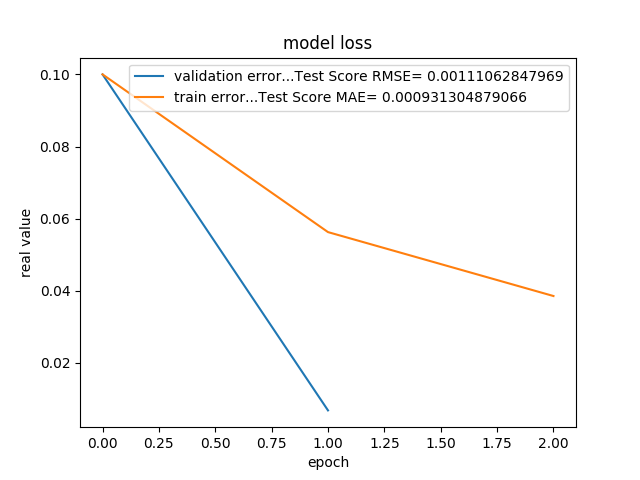 model loss
validation error...Test Score RMSE= 0.00111062847969
train error...Test Score MAE= 0.000931304879066
0.10
0.08
0.06
0.04
0.02
real value
0.00 0.25 0.50 0.75 1.00 1.25 1.50 1.75 2.00
epoch